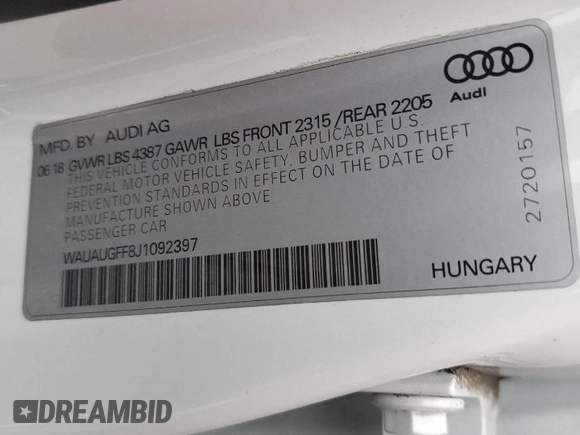 MFD. BY AUDI AG
06.18 GVWR LBS 4387 GAWR LBS FRONT 2315 / REAR 2205
THIS VEHICLE CONFORMS TO ALL APPLICABLE U.S.
FEDERAL MOTOR VEHICLE SAFETY, BUMPER AND THEFT
PREVENTION STANDARDS IN EFFECT ON THE DATE OF
MANUFACTURE SHOWN ABOVE
PASSENGER CAR
WAUAUGFF8J1092397
Audi
2720157
HUNGARY
DREAMBID